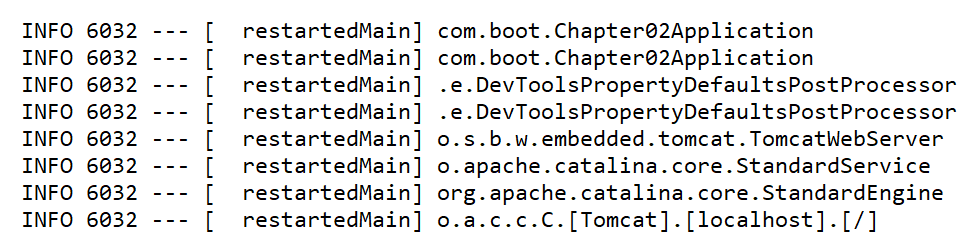 INFO 6032 --- [  restartedMain] com.boot.Chapter02Application
INFO 6032 --- [  restartedMain] com.boot.Chapter02Application
INFO 6032 --- [  restartedMain] .e.DevToolsPropertyDefaultsPostProcessor
INFO 6032 --- [  restartedMain] .e.DevToolsPropertyDefaultsPostProcessor
INFO 6032 --- [  restartedMain] o.s.b.w.embedded.tomcat.TomcatWebServer
INFO 6032 --- [  restartedMain] o.apache.catalina.core.StandardService
INFO 6032 --- [  restartedMain] org.apache.catalina.core.StandardEngine
INFO 6032 --- [  restartedMain] o.a.c.c.C.[Tomcat].[localhost].[/]